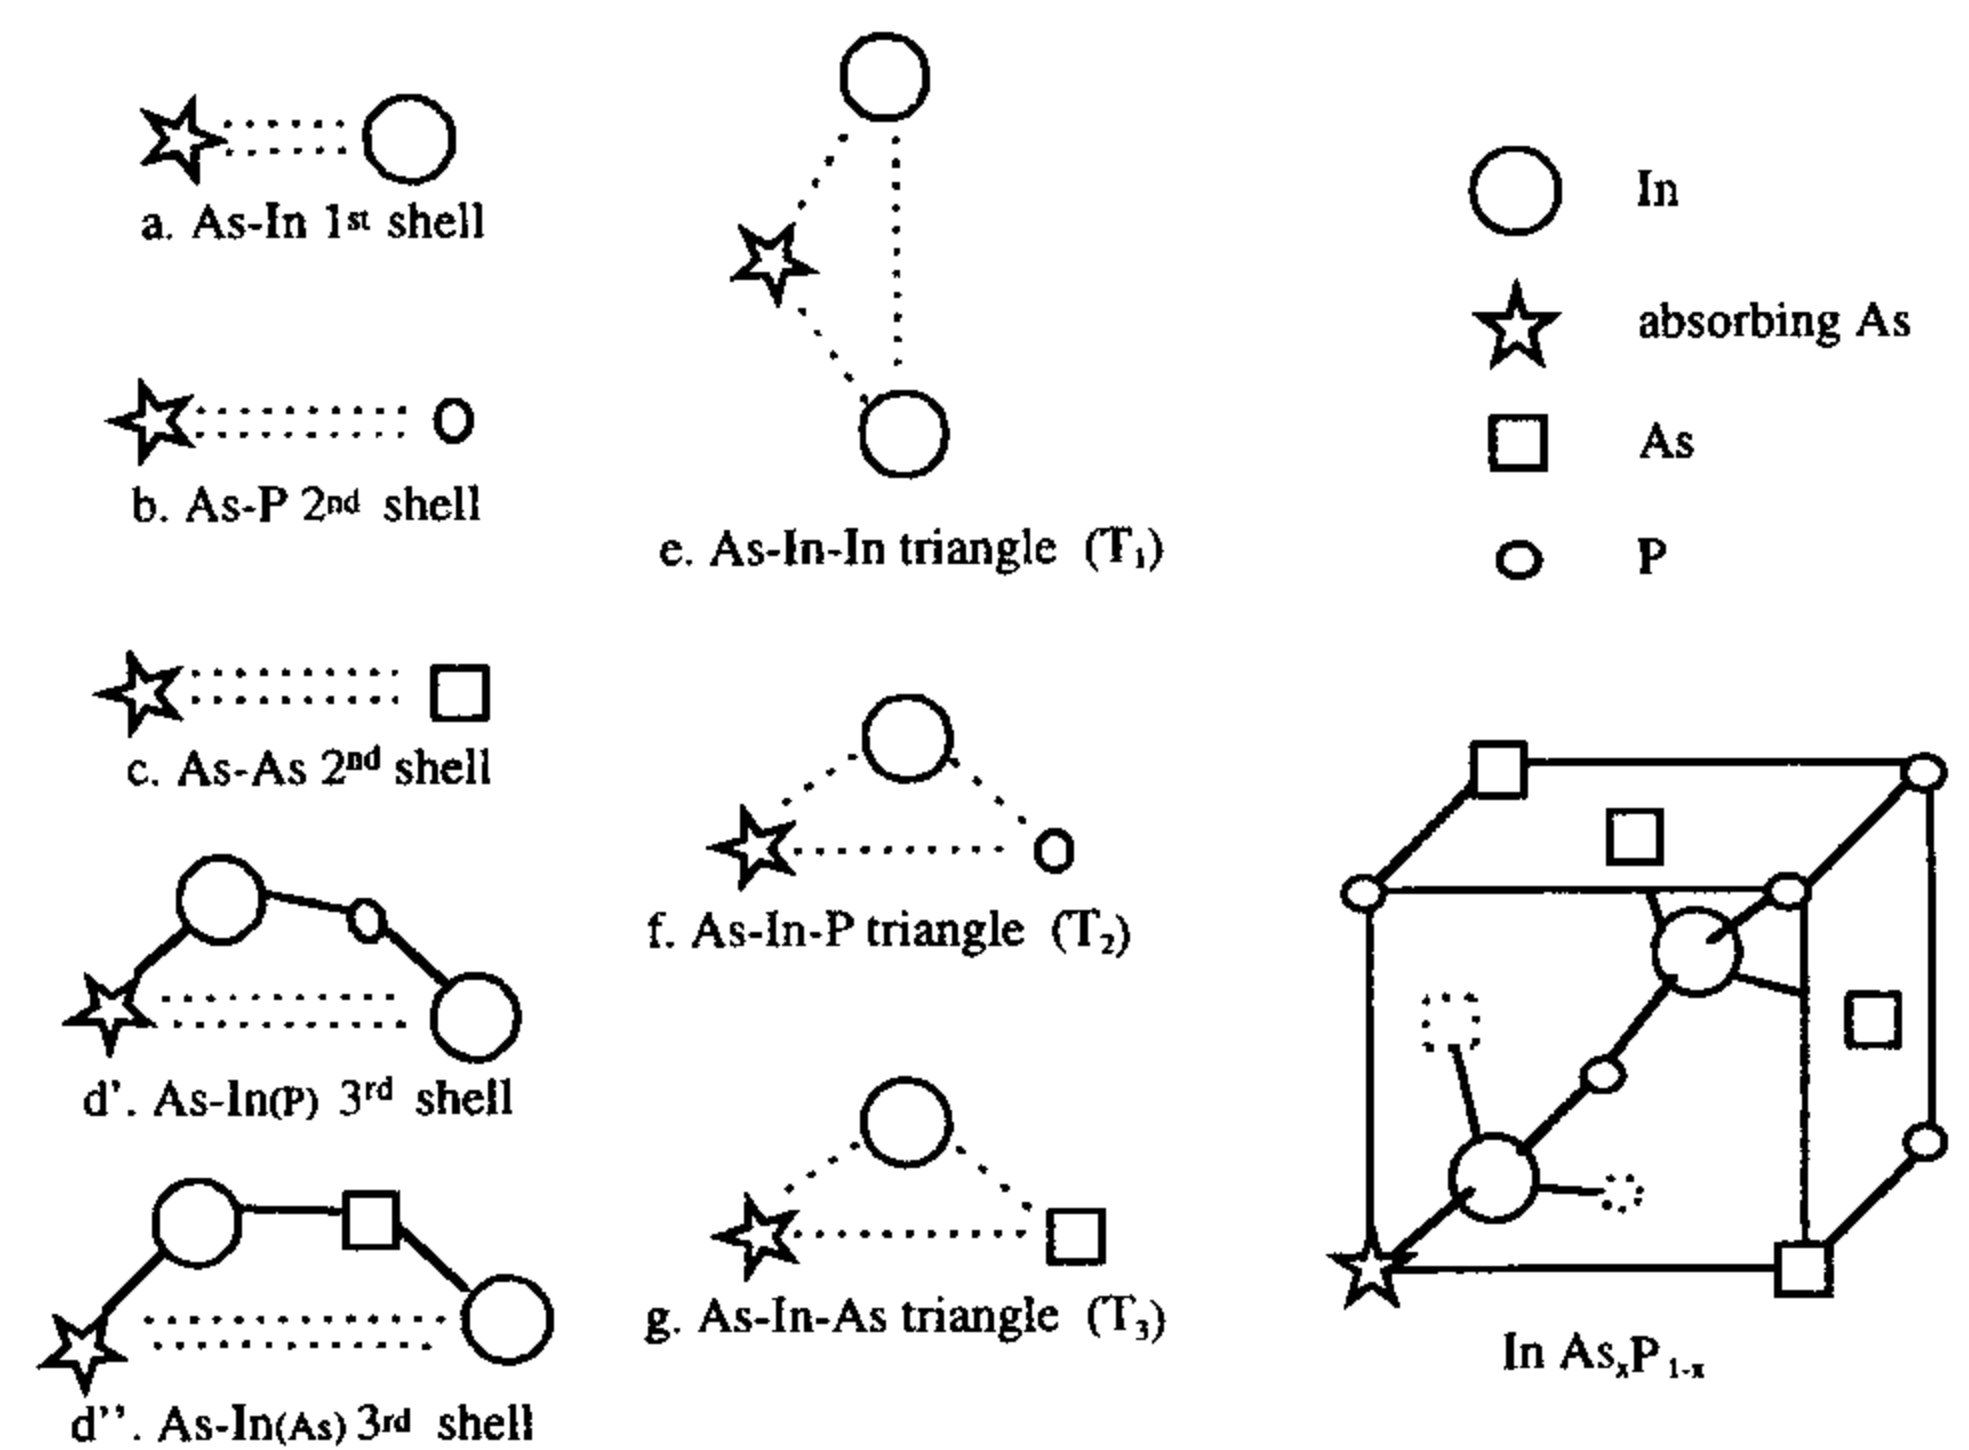 a. As-In 1st shell
b. As-P 2nd shell
c. As-As 2nd shell
d'. As-In(P) 3rd shell
d''. As-In(As) 3rd shell
e. As-In-In triangle (T1)
f. As-In-P triangle (T2)
g. As-In-As triangle (T3)
In
absorbing As
As
P
In AsxP1-x